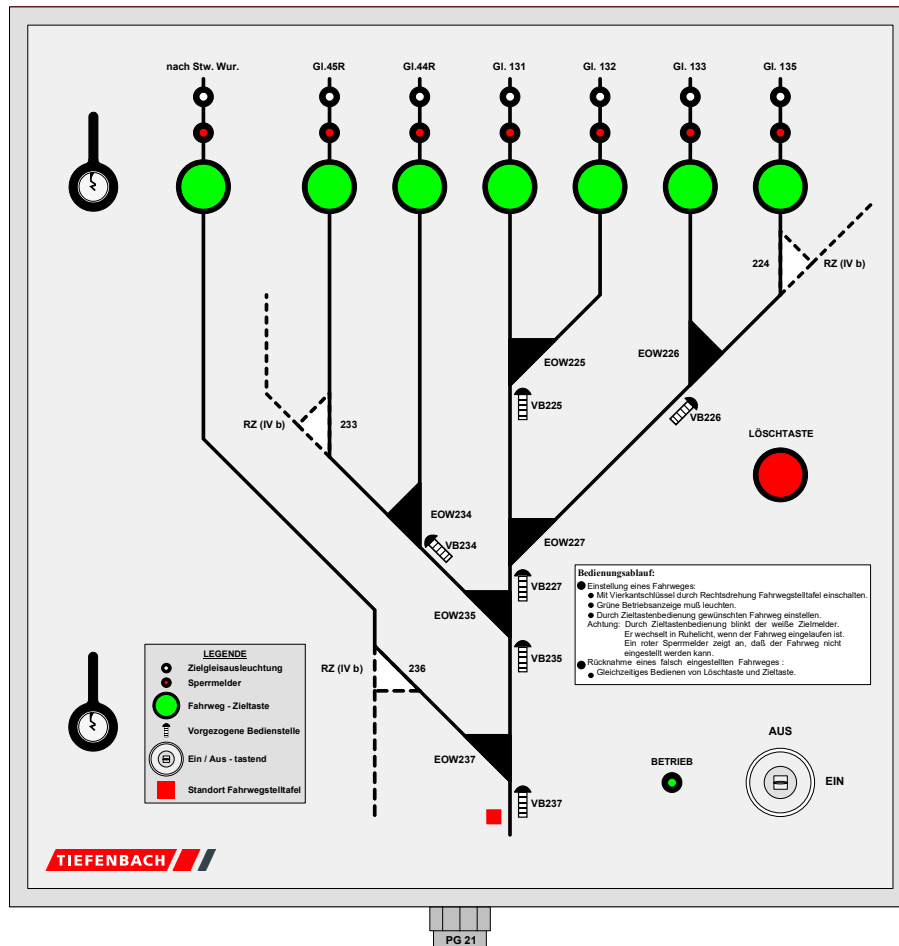 nach Stw. Wur.
Gl.45R
Gl.44R
Gl. 131
Gl. 132
Gl. 133
Gl. 135
224
RZ (IV b)
EOW225
EOW226
VB225
VB226
RZ (IV b)
233
LÖSCHTASTE
EOW234
VB234
EOW227
VB227
EOW235
VB235
Bedienungsablauf:
Einstellung eines Fahrweges:
Mit Vierkantschlüssel durch Rechtsdrehung Fahrwegstelltafel einschalten.
Grüne Betriebsanzeige muß leuchten.
Durch Zieltastenbedienung gewünschten Fahrweg einstellen.
Achtung: Durch Zieltastenbedienung blinkt der weiße Zielmelder.
Er wechselt in Ruhelicht, wenn der Fahrweg eingelaufen ist.
Ein roter Sperrmelder zeigt an, daß der Fahrweg nicht
eingestellt werden kann.
Rücknahme eines falsch eingestellten Fahrweges :
Gleichzeitiges Bedienen von Löschtaste und Zieltaste.
LEGENDE
Zielgleisausleuchtung
Sperrmelder
Fahrweg - Zieltaste
Vorgezogene Bedienstelle
Ein / Aus - tastend
Standort Fahrwegstelltafel
RZ (IV b)
236
EOW237
VB237
BETRIEB
AUS
EIN
TIEFENBACH
PG 21